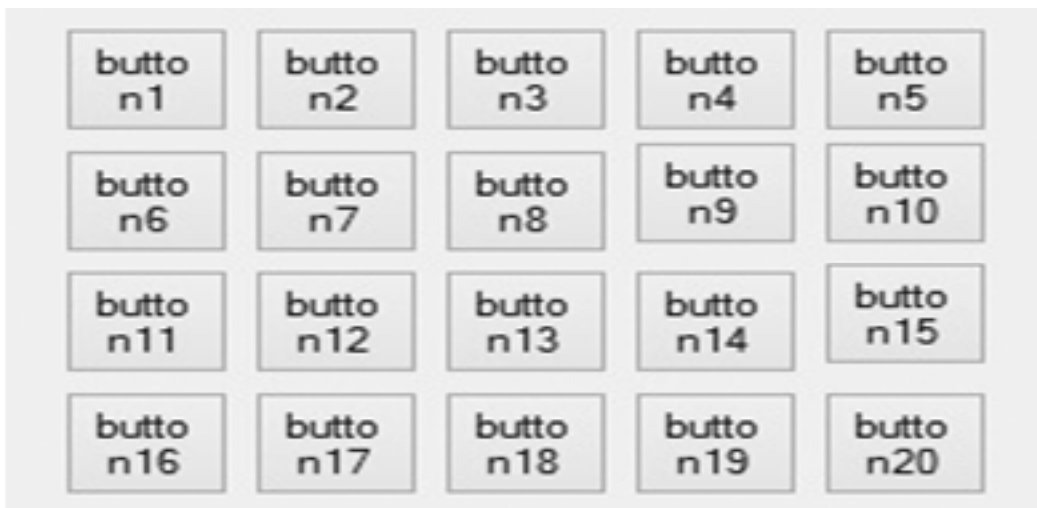 butto
n1
butto
n2
butto
n3
butto
n4
butto
n5
butto
n6
butto
n7
butto
n8
butto
n9
butto
n10
butto
n11
butto
n12
butto
n13
butto
n14
butto
n15
butto
n16
butto
n17
butto
n18
butto
n19
butto
n20